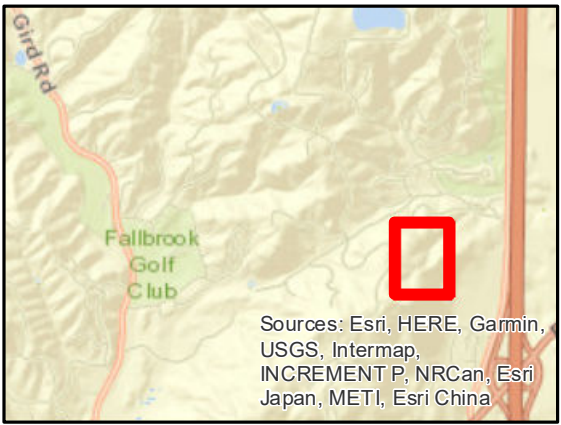 Gird Rd
Fallbrook
Golf
Club
Sources: Esri, HERE, Garmin,
USGS, Intermap,
INCREMENT P, NRCan, Esri
Japan, METI, Esri China